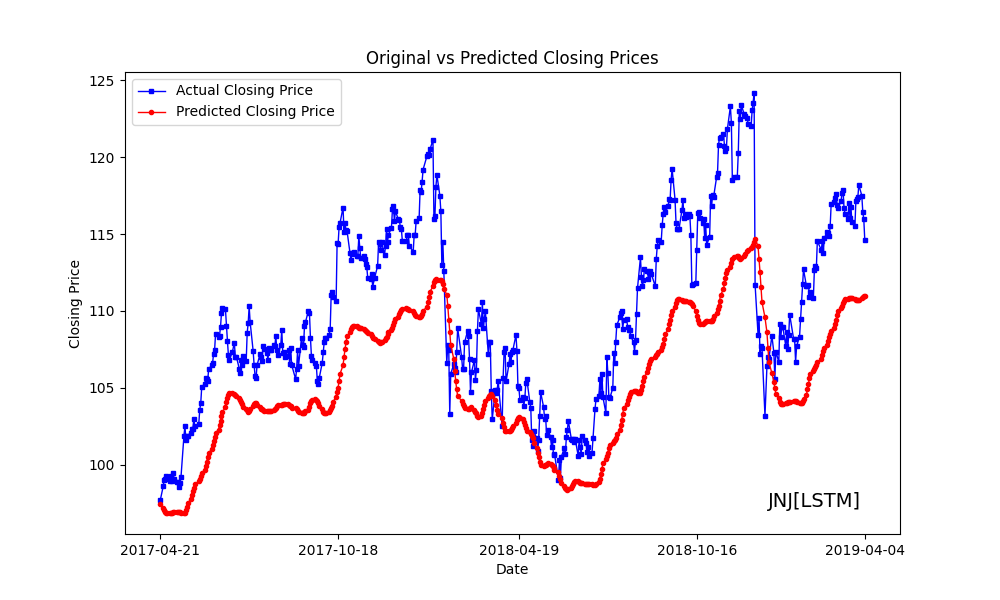 Original vs Predicted Closing Prices
Actual Closing Price
Predicted Closing Price
125
120
115
110
105
100
Closing Price
JNJ[LSTM]
2017-04-21 2017-10-18 2018-04-19 2018-10-16 2019-04-04
Date